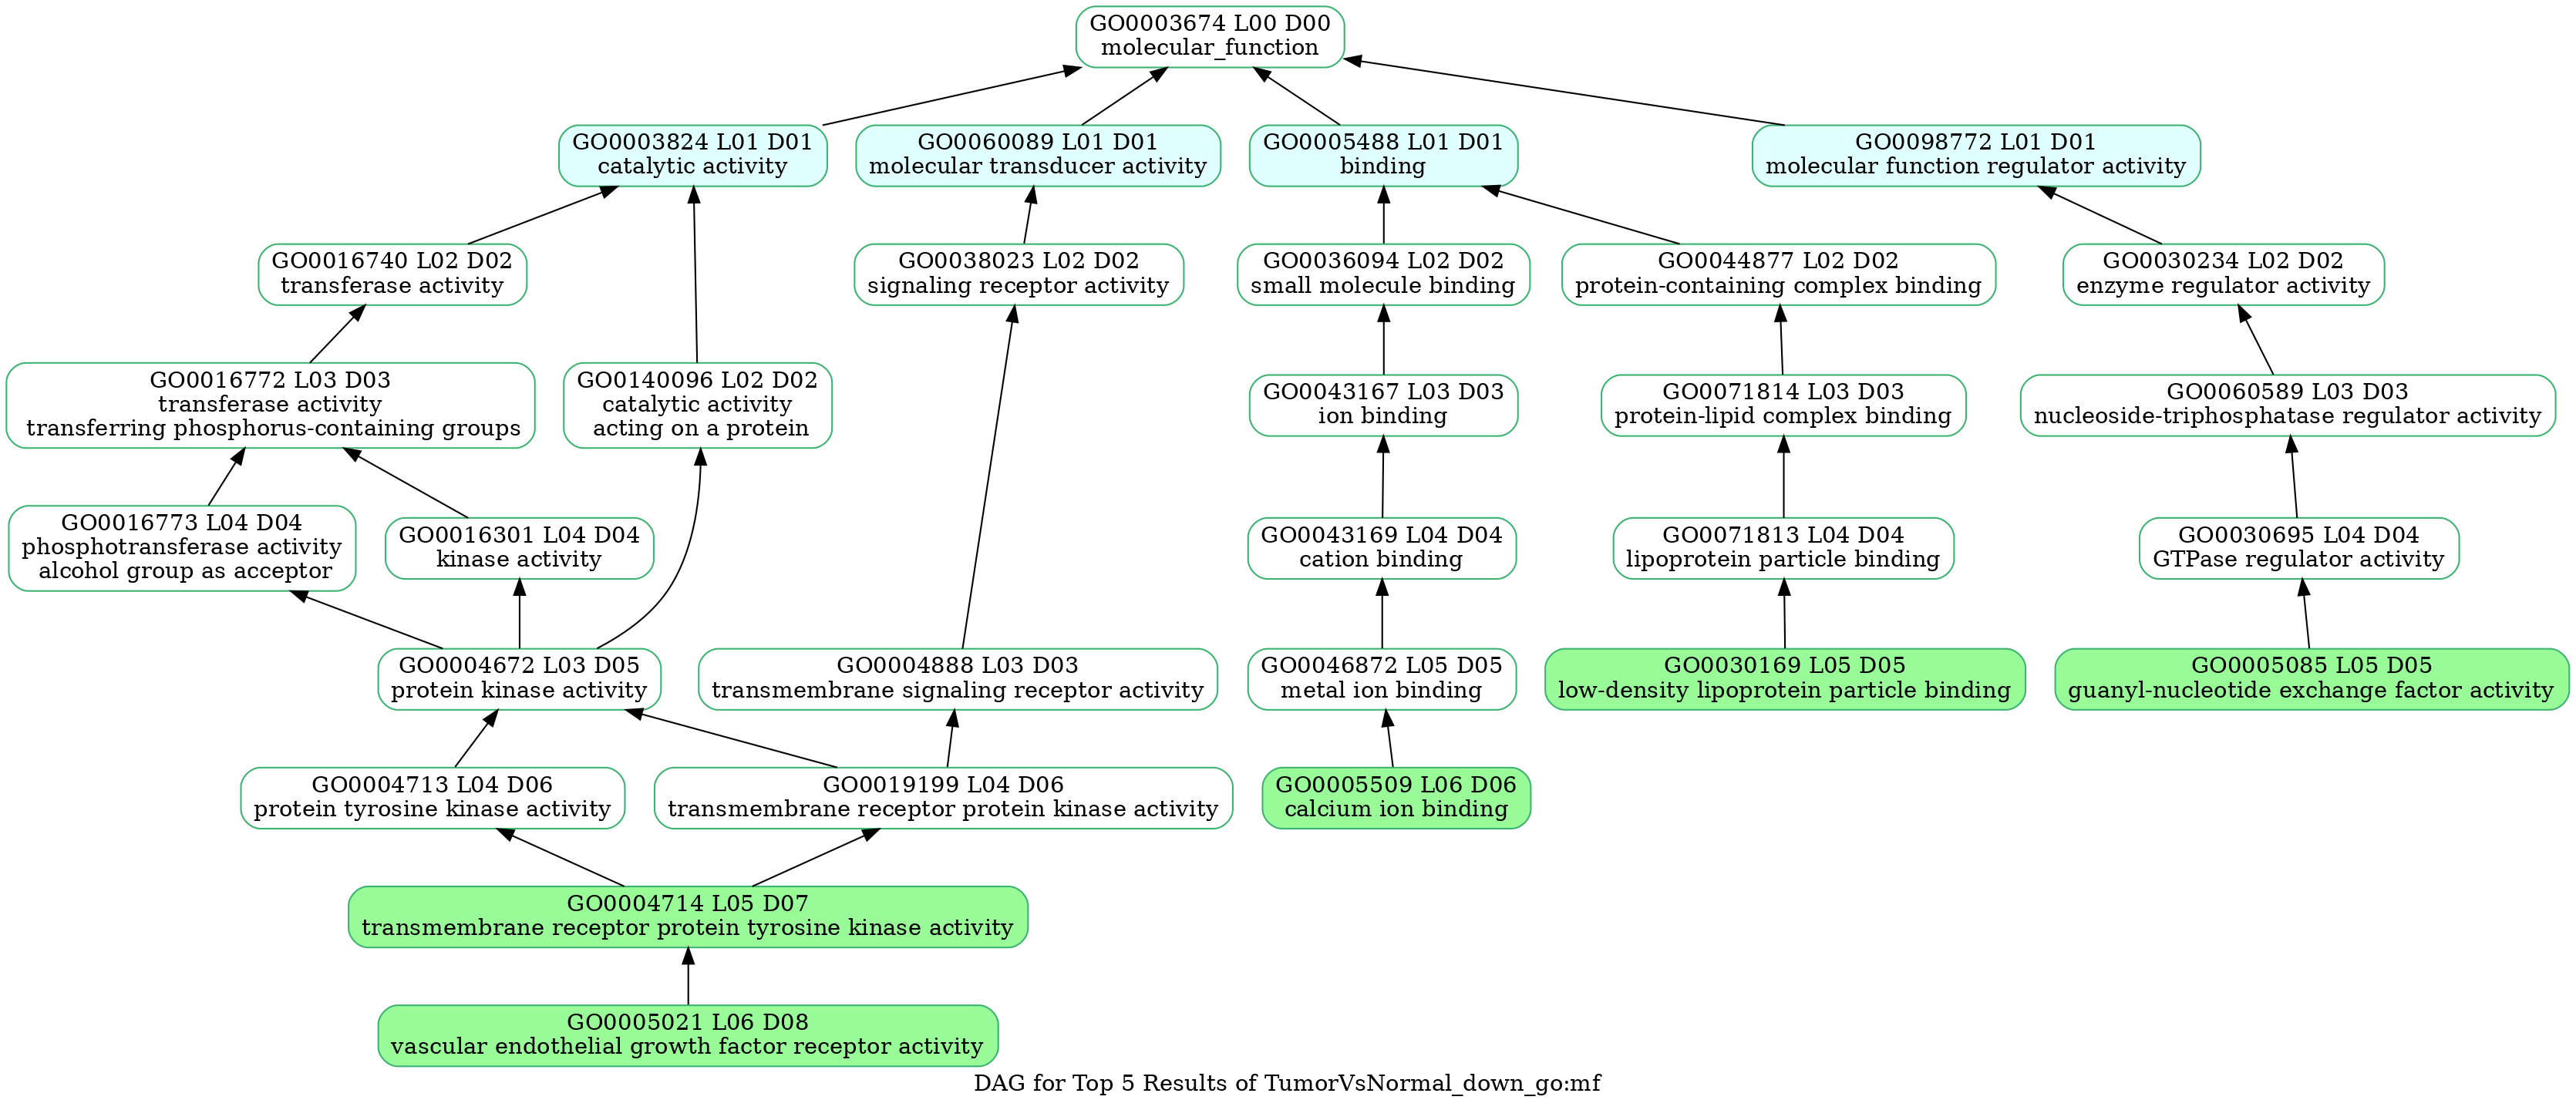 GO0003674 L00 D00
molecular_function
GO0003824 L01 D01
catalytic activity
GO0060089 L01 D01
molecular transducer activity
GO0005488 L01 D01
binding
GO0098772 L01 D01
molecular function regulator activity
GO0016740 L02 D02
transferase activity
GO0038023 L02 D02
signaling receptor activity
GO0036094 L02 D02
small molecule binding
GO0044877 L02 D02
protein-containing complex binding
GO0030234 L02 D02
enzyme regulator activity
GO0016772 L03 D03
transferase activity
transferring phosphorus-containing groups
GO0140096 L02 D02
catalytic activity
acting on a protein
GO0043167 L03 D03
ion binding
GO0071814 L03 D03
protein-lipid complex binding
GO0060589 L03 D03
nucleoside-triphosphatase regulator activity
GO0016773 L04 D04
phosphotransferase activity
alcohol group as acceptor
GO0016301 L04 D04
kinase activity
GO0043169 L04 D04
cation binding
GO0071813 L04 D04
lipoprotein particle binding
GO0030695 L04 D04
GTPase regulator activity
GO0004672 L03 D05
protein kinase activity
GO0004888 L03 D03
transmembrane signaling receptor activity
GO0046872 L05 D05
metal ion binding
GO0030169 L05 D05
low-density lipoprotein particle binding
GO0005085 L05 D05
guanyl-nucleotide exchange factor activity
GO0004713 L04 D06
protein tyrosine kinase activity
GO0019199 L04 D06
transmembrane receptor protein kinase activity
GO0005509 L06 D06
calcium ion binding
GO0004714 L05 D07
transmembrane receptor protein tyrosine kinase activity
GO0005021 L06 D08
vascular endothelial growth factor receptor activity
DAG for Top 5 Results of TumorVsNormal_down_go:mf